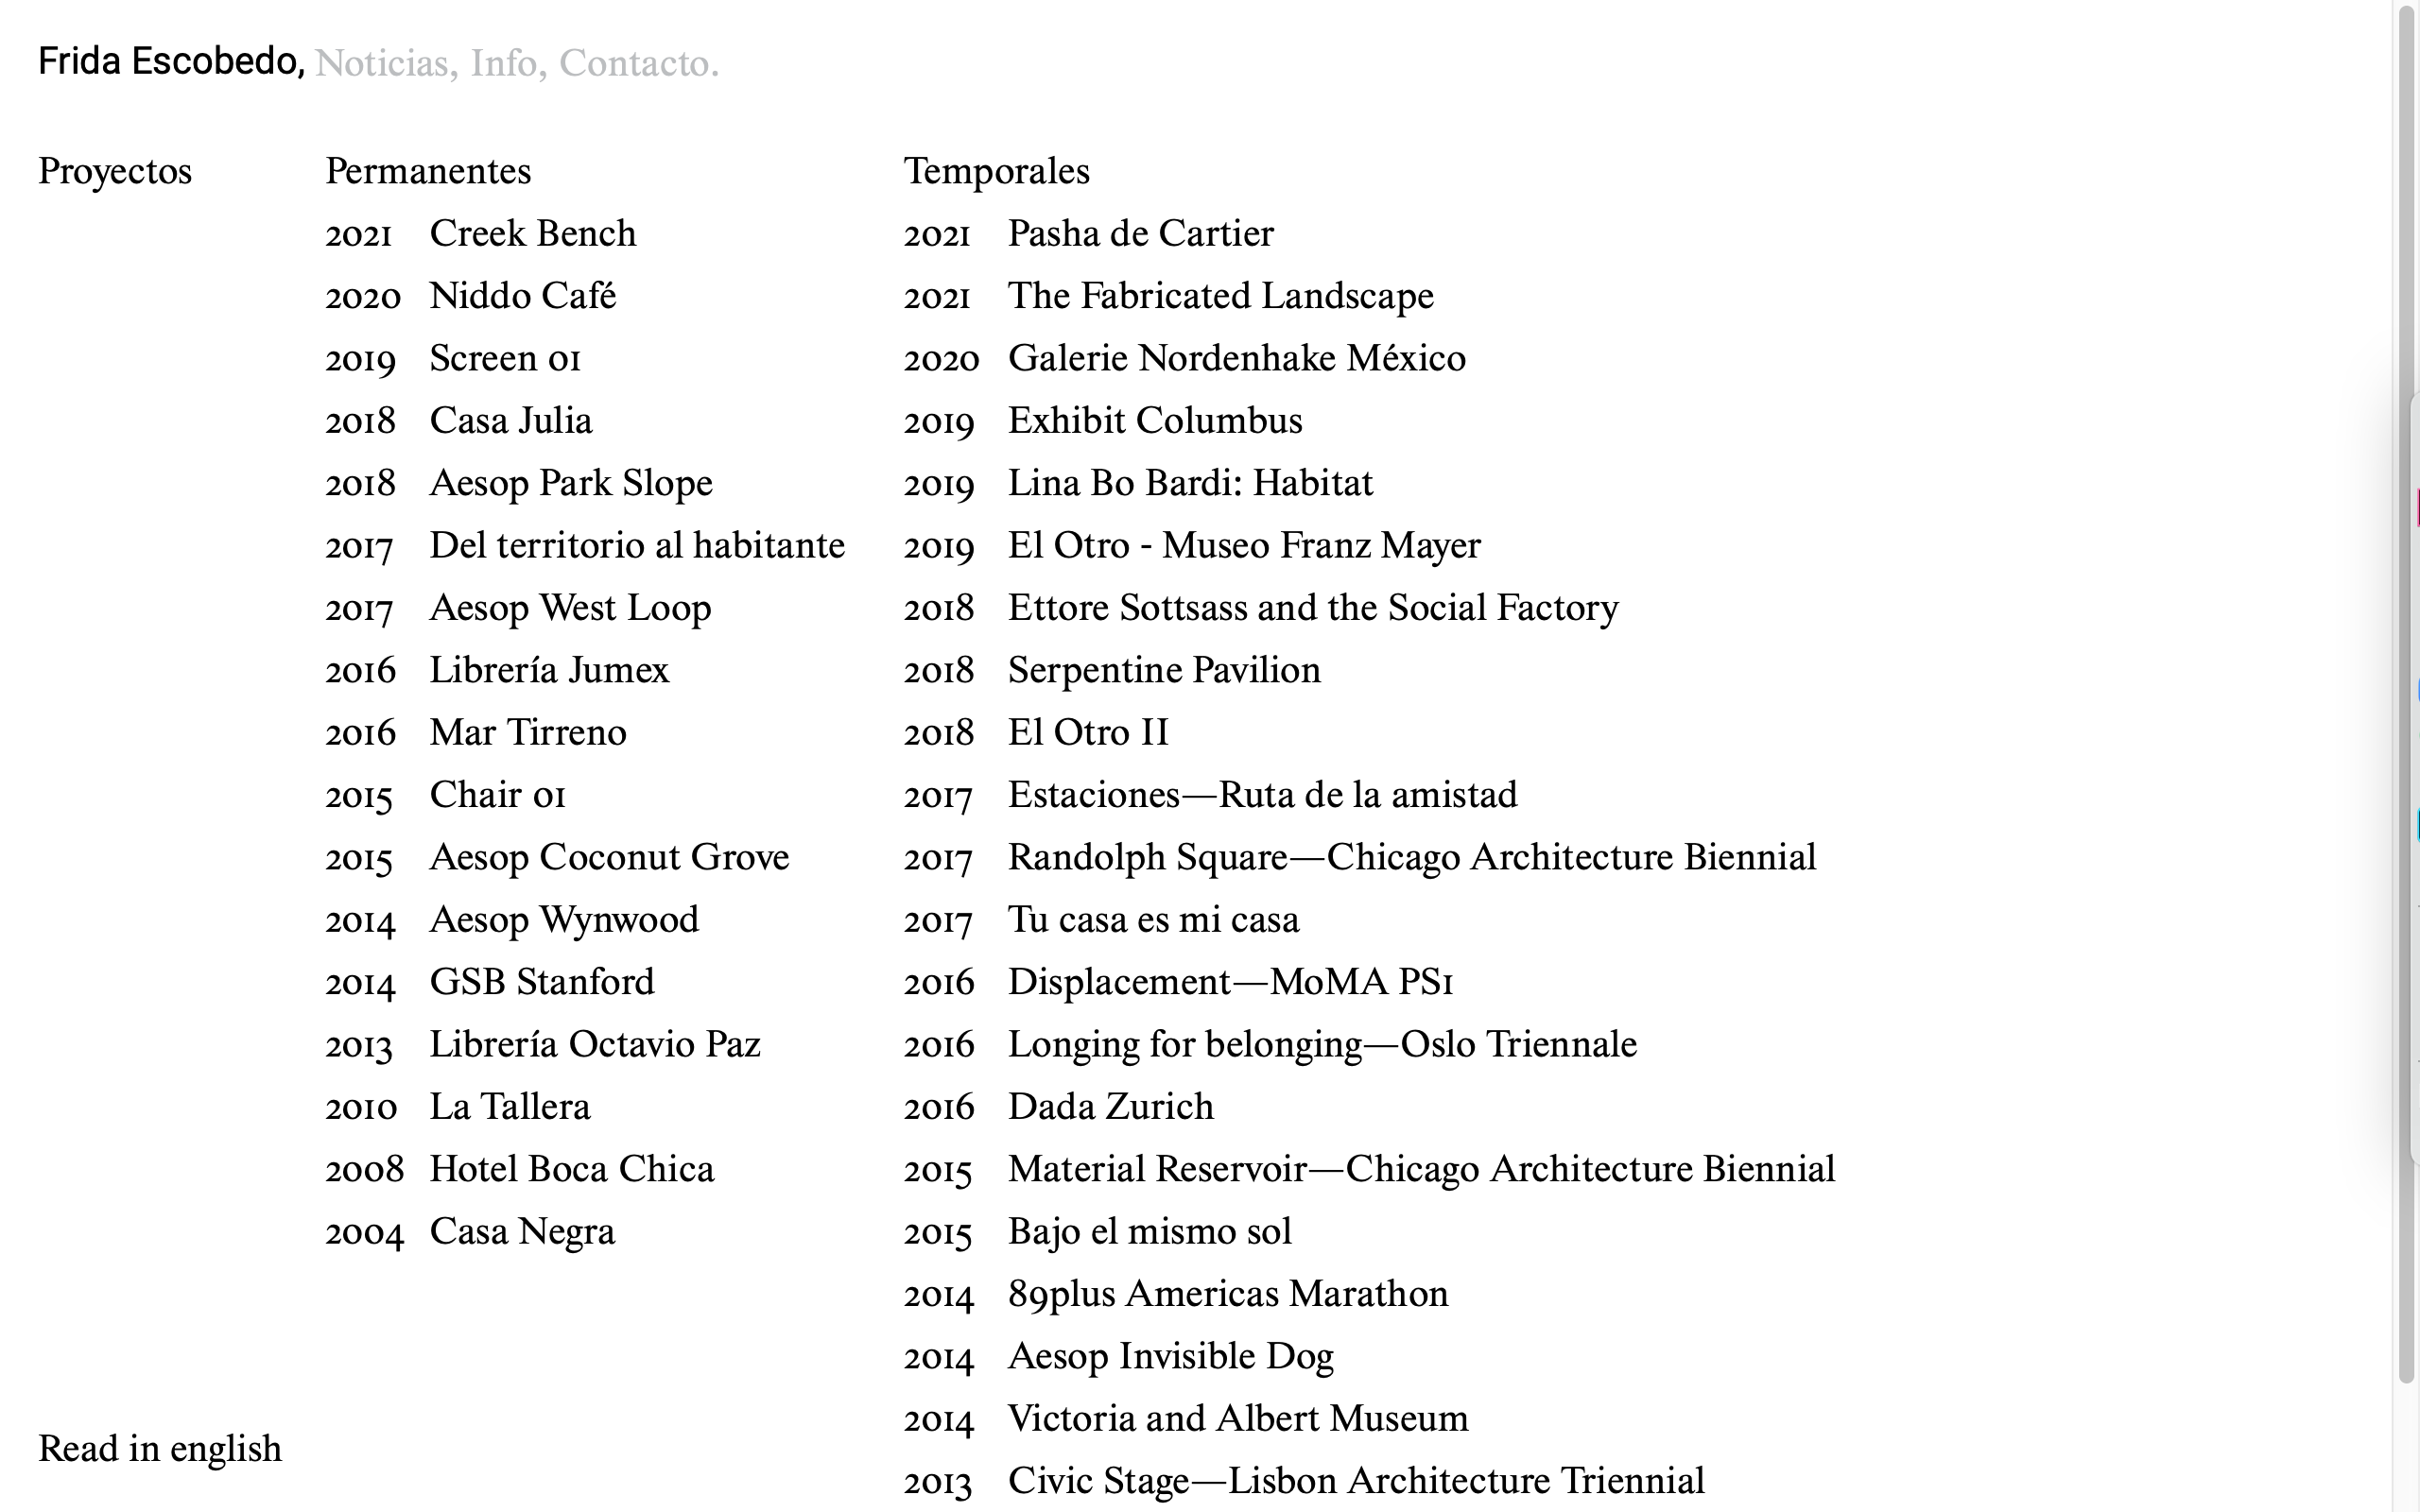 Frida Escobedo, Noticias, Info, Contacto.
Proyectos
Permanentes
2021 Creek Bench
2020 Niddo Café
2019 Screen 01
2018 Casa Julia
2018 Aesop Park Slope
2017 Del territorio al habitante
2017 Aesop West Loop
2016 Librería Jumex
2016 Mar Tirreno
2015 Chair 01
2015 Aesop Coconut Grove
2014 Aesop Wynwood
2014 GSB Stanford
2013 Librería Octavio Paz
2010 La Tallera
2008 Hotel Boca Chica
2004 Casa Negra
Temporales
2021 Pasha de Cartier
2021 The Fabricated Landscape
2020 Galerie Nordenhake México
2019 Exhibit Columbus
2019 Lina Bo Bardi: Habitat
2019 El Otro - Museo Franz Mayer
2018 Ettore Sottsass and the Social Factory
2018 Serpentine Pavilion
2018 El Otro II
2017 Estaciones—Ruta de la amistad
2017 Randolph Square—Chicago Architecture Biennial
2017 Tu casa es mi casa
2016 Displacement—MoMA PS1
2016 Longing for belonging—Oslo Triennale
2016 Dada Zurich
2015 Material Reservoir—Chicago Architecture Biennial
2015 Bajo el mismo sol
2014 89plus Americas Marathon
2014 Aesop Invisible Dog
2014 Victoria and Albert Museum
2013 Civic Stage—Lisbon Architecture Triennial
Read in english